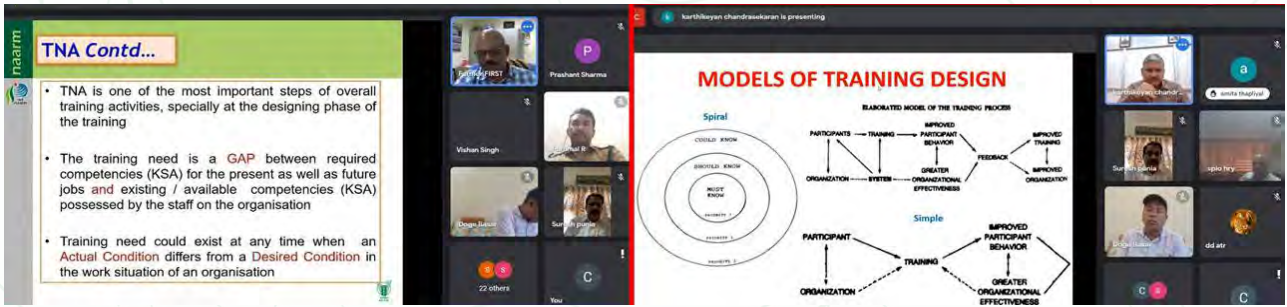 naarm
TNA Contd...
• TNA is one of the most important steps of overall
training activities, specially at the designing phase of
the training
• The training need is a GAP between required
competencies (KSA) for the present as well as future
jobs and existing / available competencies (KSA)
possessed by the staff on the organisation
• Training need could exist at any time when an
Actual Condition differs from a Desired Condition in
the work situation of an organisation
FIRST
P
Prashant Sharma
Vishan Singh
S S
22 others
C
You
karthikeyan chandrasekaran is presenting
MODELS OF TRAINING DESIGN
Spiral
COULD KNOW
SHOULD KNOW
MUST
KNOW
ELABORATED MODEL OF THE TRAINING PROCESS
PARTICIPANTS
TRAINING
IMPROVED
PARTICIPANT
BEHAVIOR
FEEDBACK
IMPROVED
TRAINING
ORGANIZATION
SYSTEM
GREATER
ORGANIZATIONAL
EFFECTIVENESS
IMPROVED
ORGANIZATION
Simple
PARTICIPANT
ORGANIZATION
TRAINING
IMPROVED
PARTICIPANT
BEHAVIOR
GREATER
ORGANIZATIONAL
EFFECTIVENESS
karthikeyan chandr...
a
smita thapliyal
spio hry
dd atr
C S
C